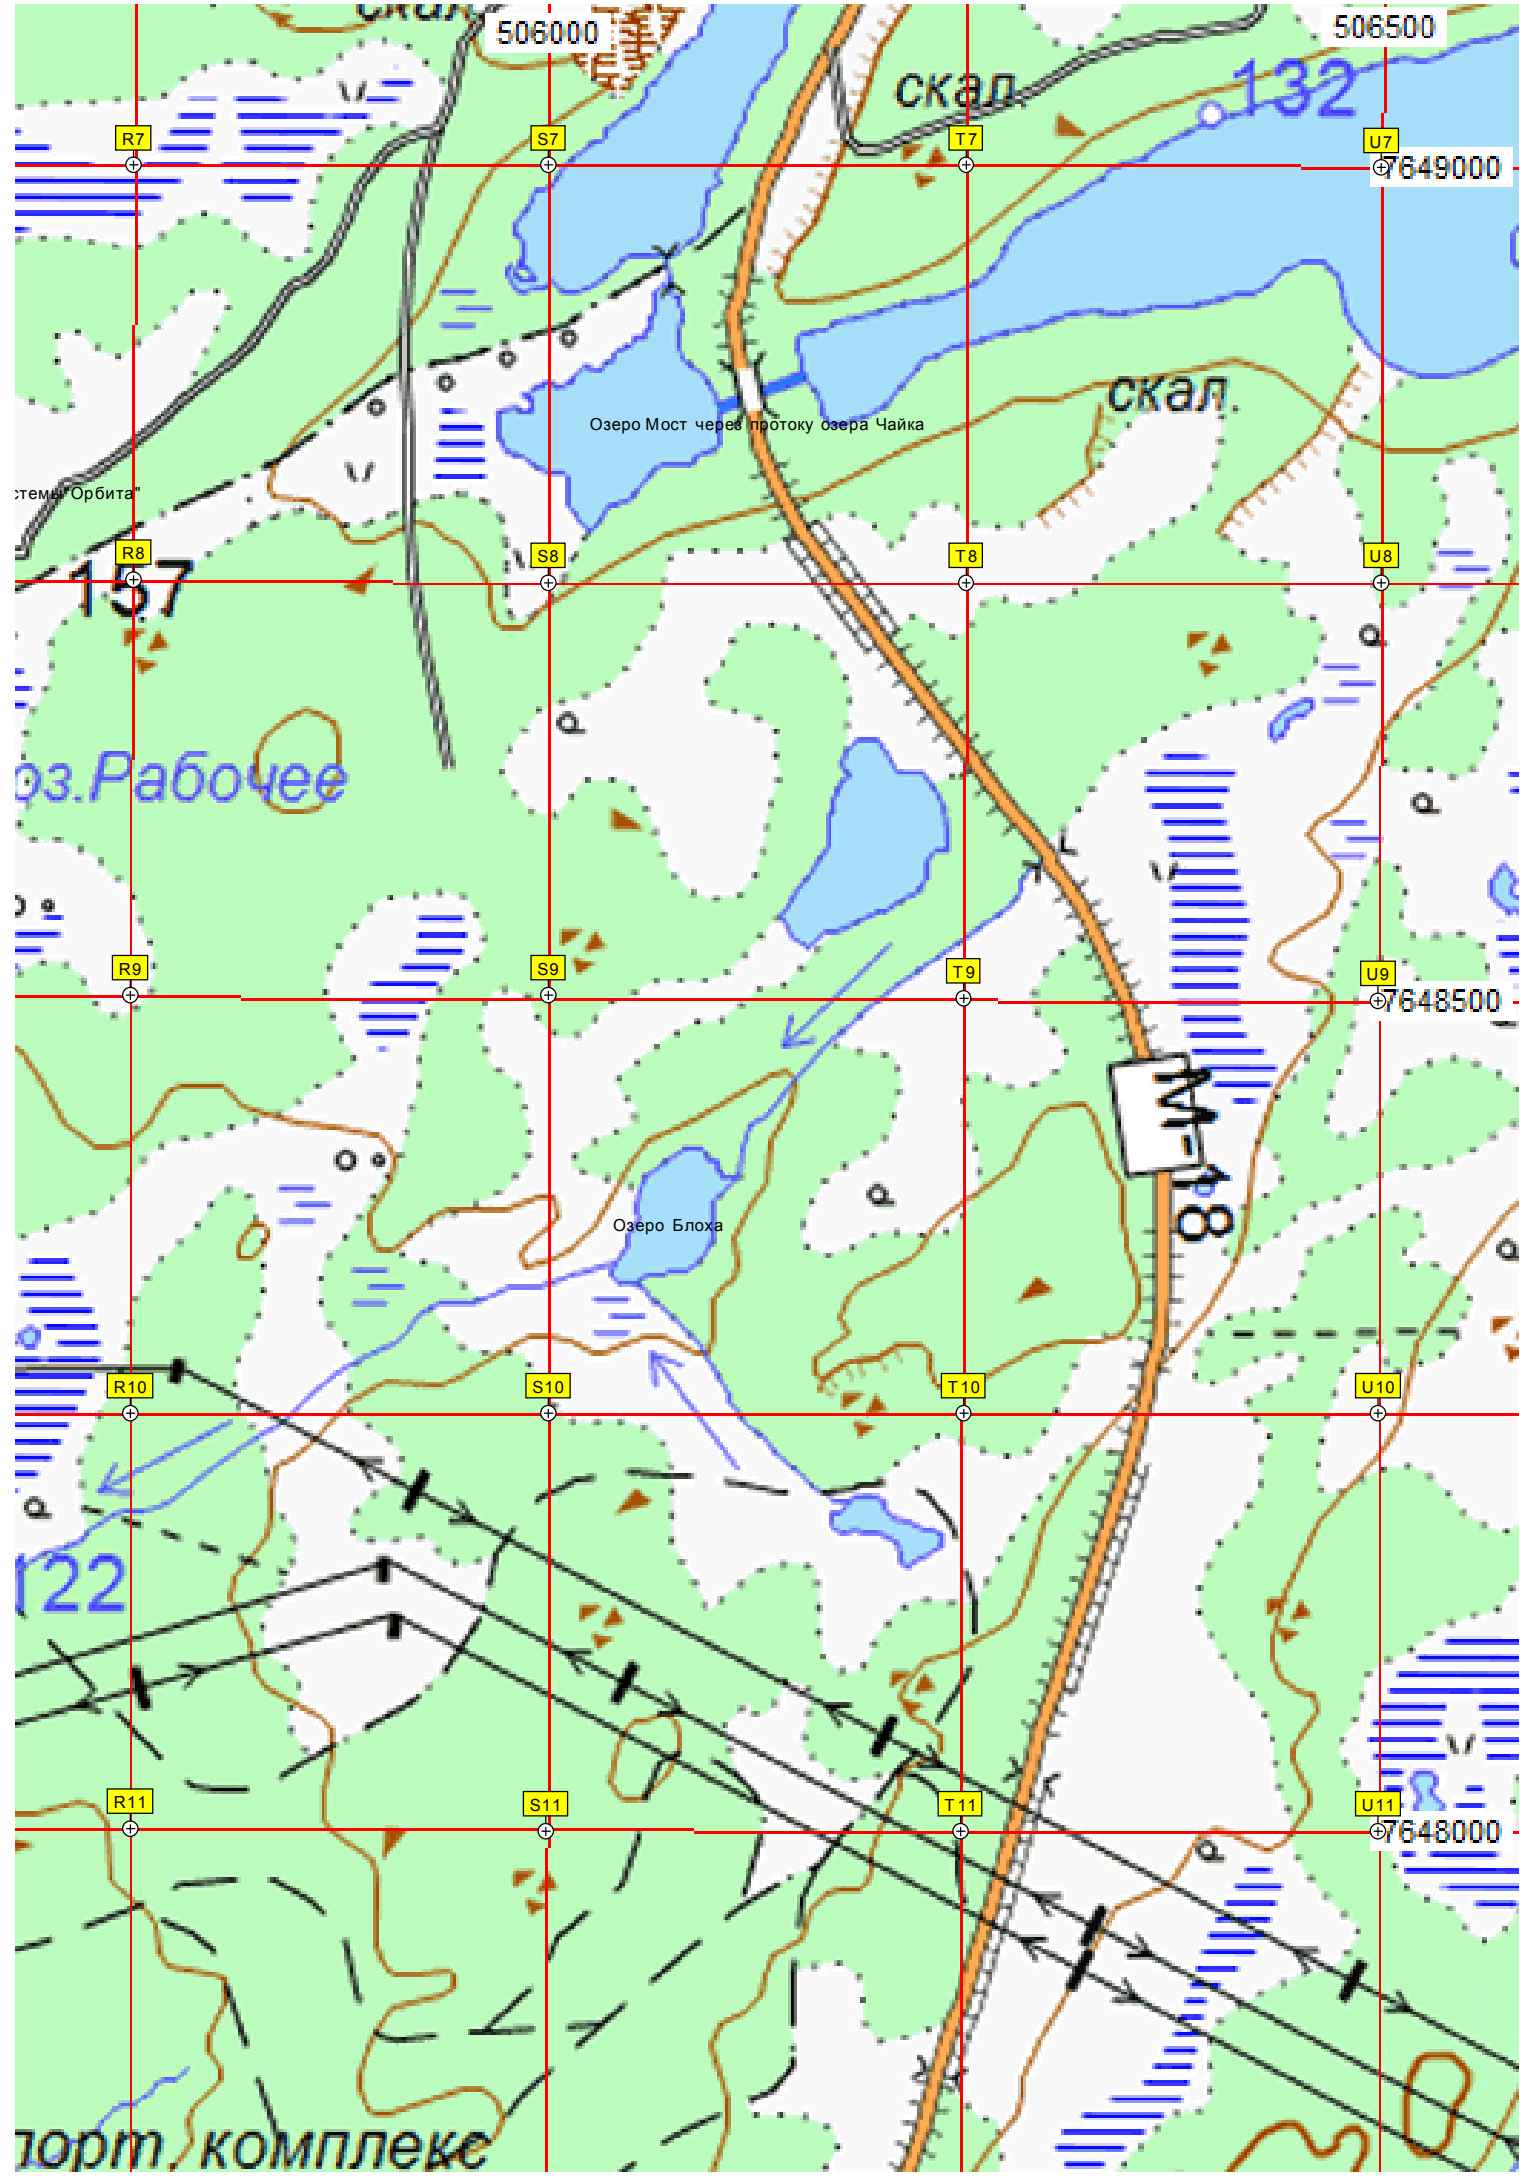 скал.
506000
506500
скал.
132
R7
S7
T7
U7
7649000
скал.
Озеро Мост через протоку озера Чайка
стемы "Орбита"
R8
S8
T8
U8
157
оз.Рабочее
R9
S9
T9
U9
7648500
М-18
Озеро Блоха
R10
S10
T10
U10
122
R11
S11
T11
U11
7648000
порт. комплекс